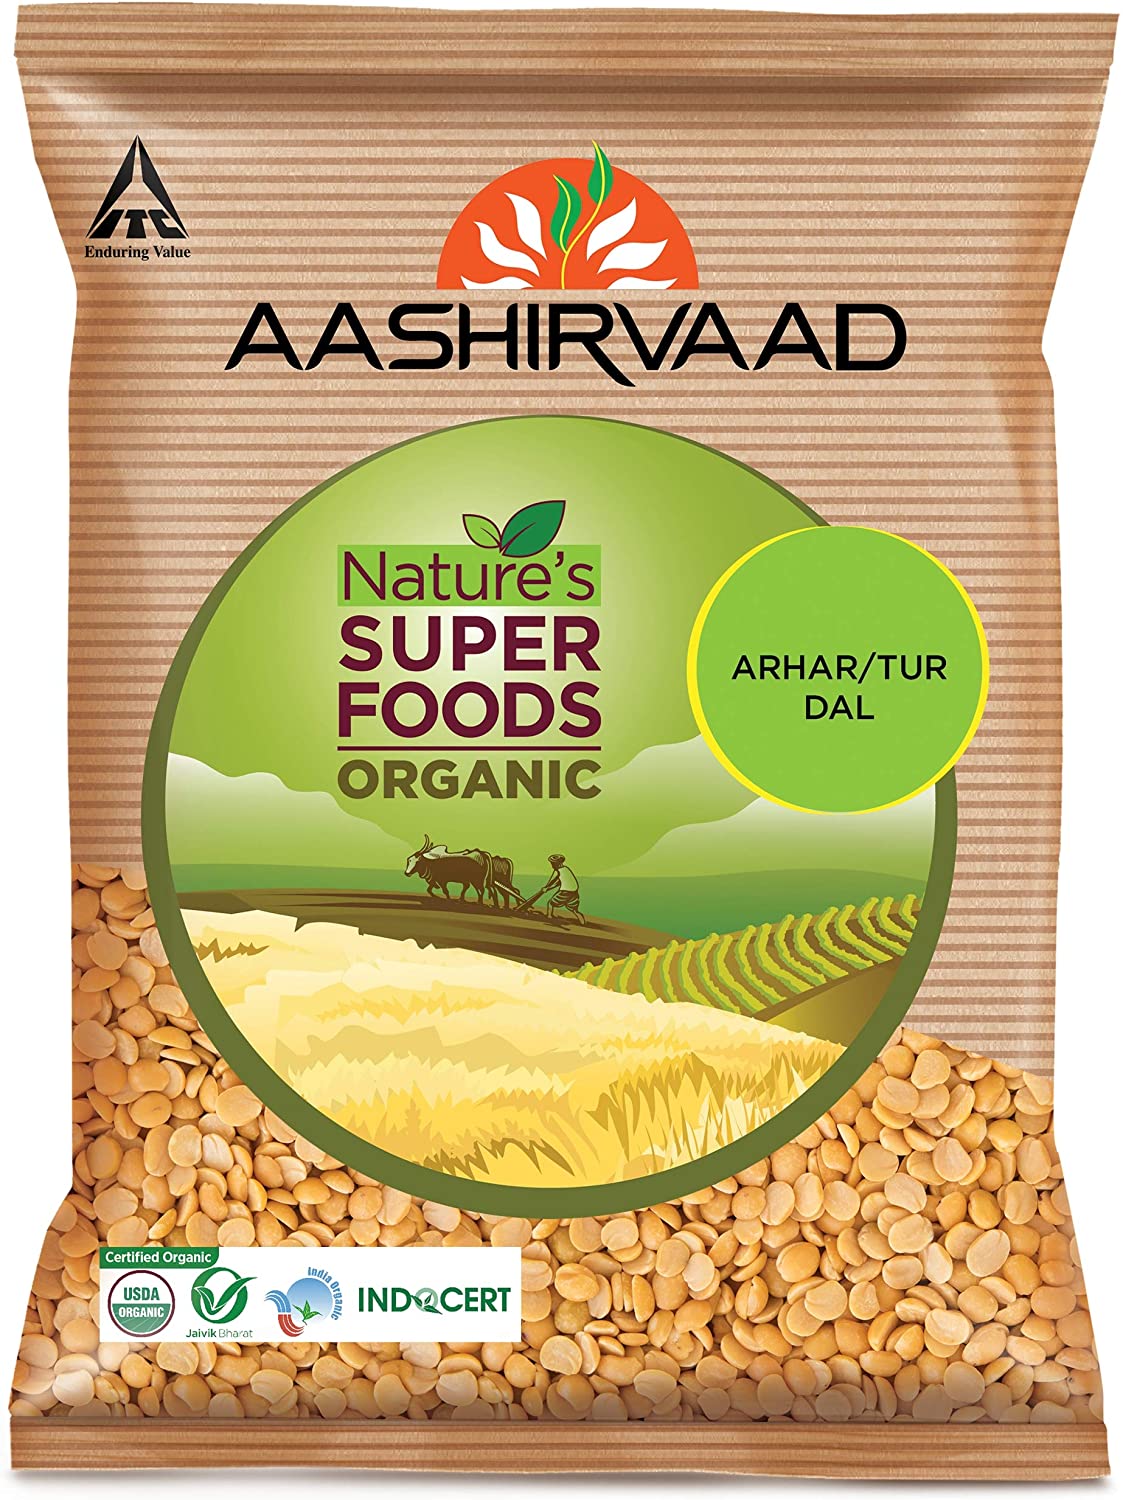 ITC
Enduring Value
AASHIRVAAD
Nature's
SUPER
FOODS
ORGANIC
ARHAR/TUR
DAL
Certified Organic
USDA
ORGANIC
Jaivik Bharat
India Organic
INDOCERT